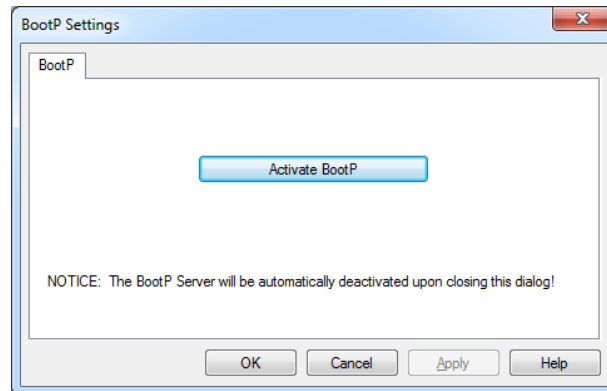 BootP Settings
BootP
Activate BootP
NOTICE:  The BootP Server will be automatically deactivated upon closing this dialog!
OK
Cancel
Apply
Help